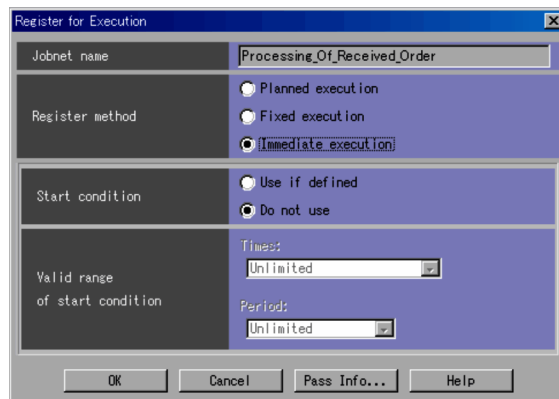 Register for Execution
Jobnet name
Processing_Of_Received_Order
Register method
Planned execution
Fixed execution
Immediate execution
Start condition
Use if defined
Do not use
Valid range
of start condition
Times:
Unlimited
Period:
Unlimited
OK
Cancel
Pass Info...
Help